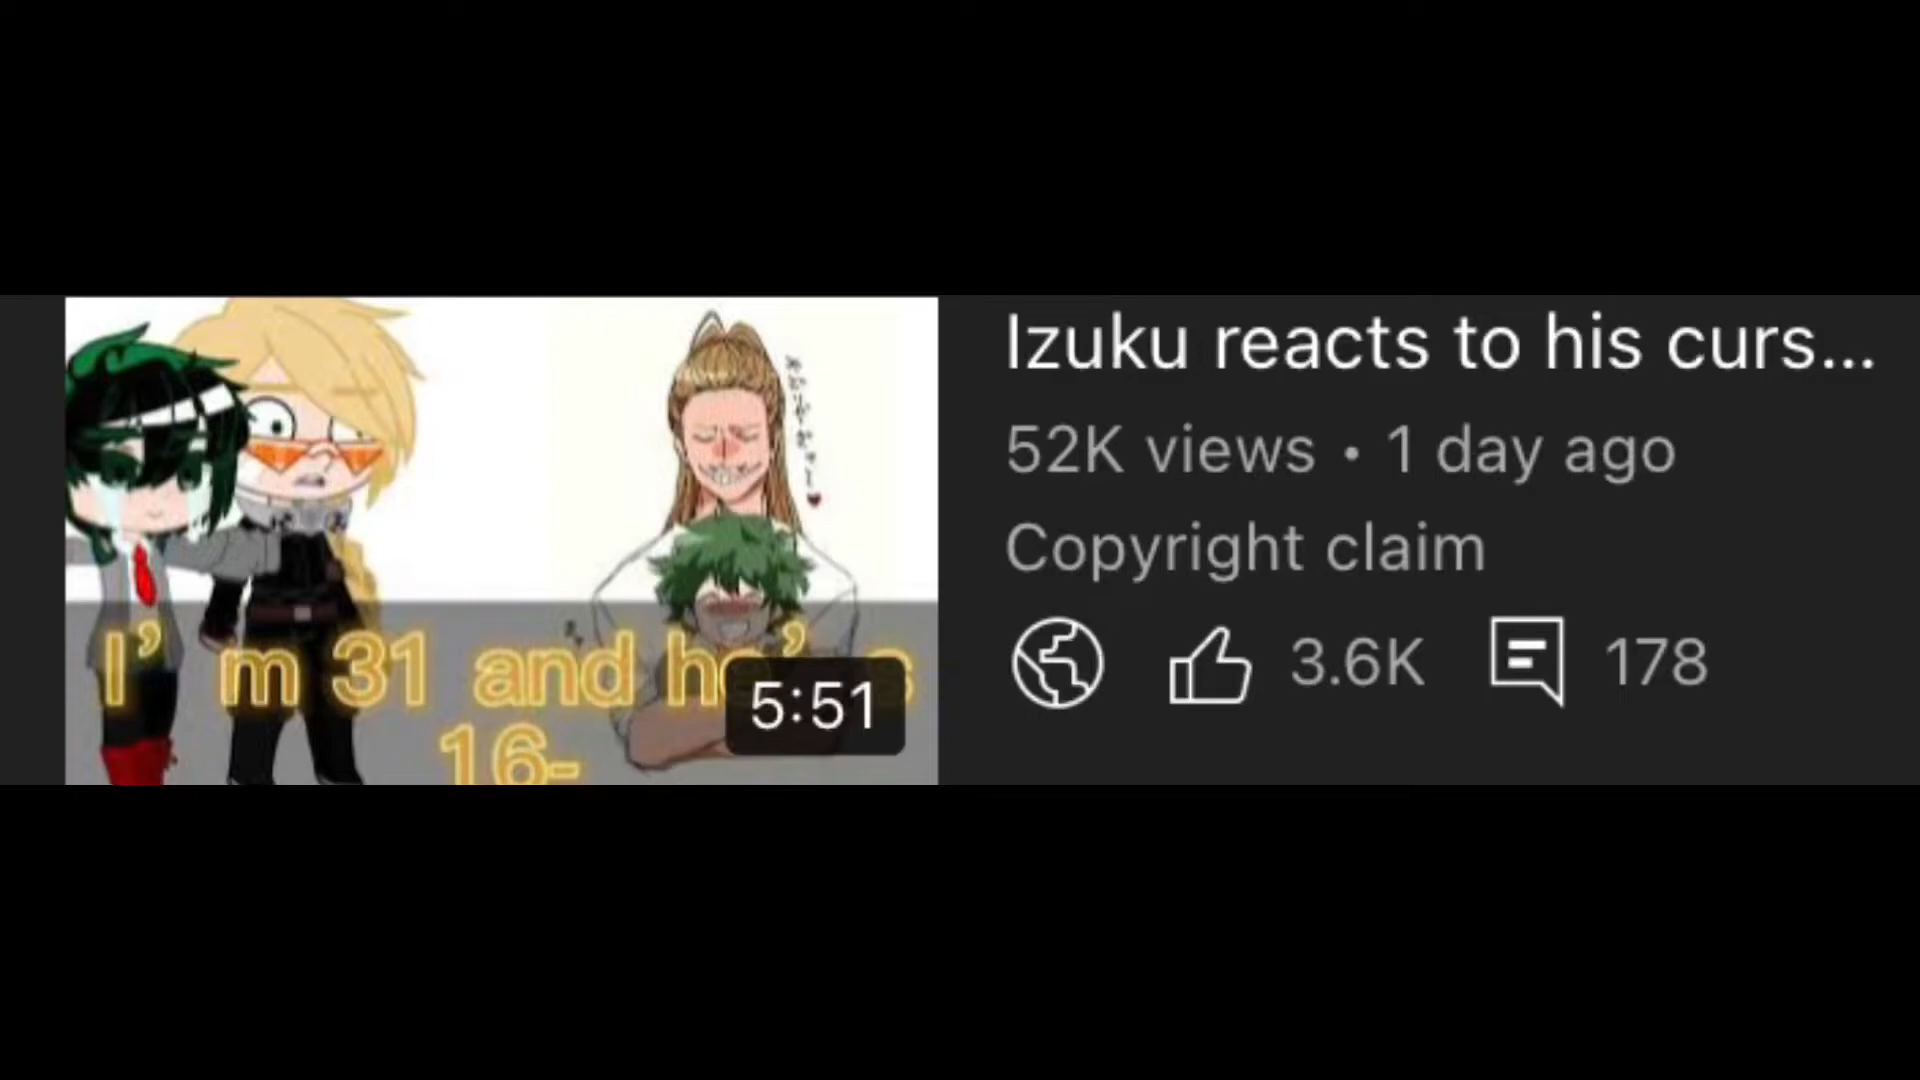 Izuku reacts to his curs...
52K views • 1 day ago
Copyright claim
3.6K
178
I’ m 31 and he’ s
16-
5:51